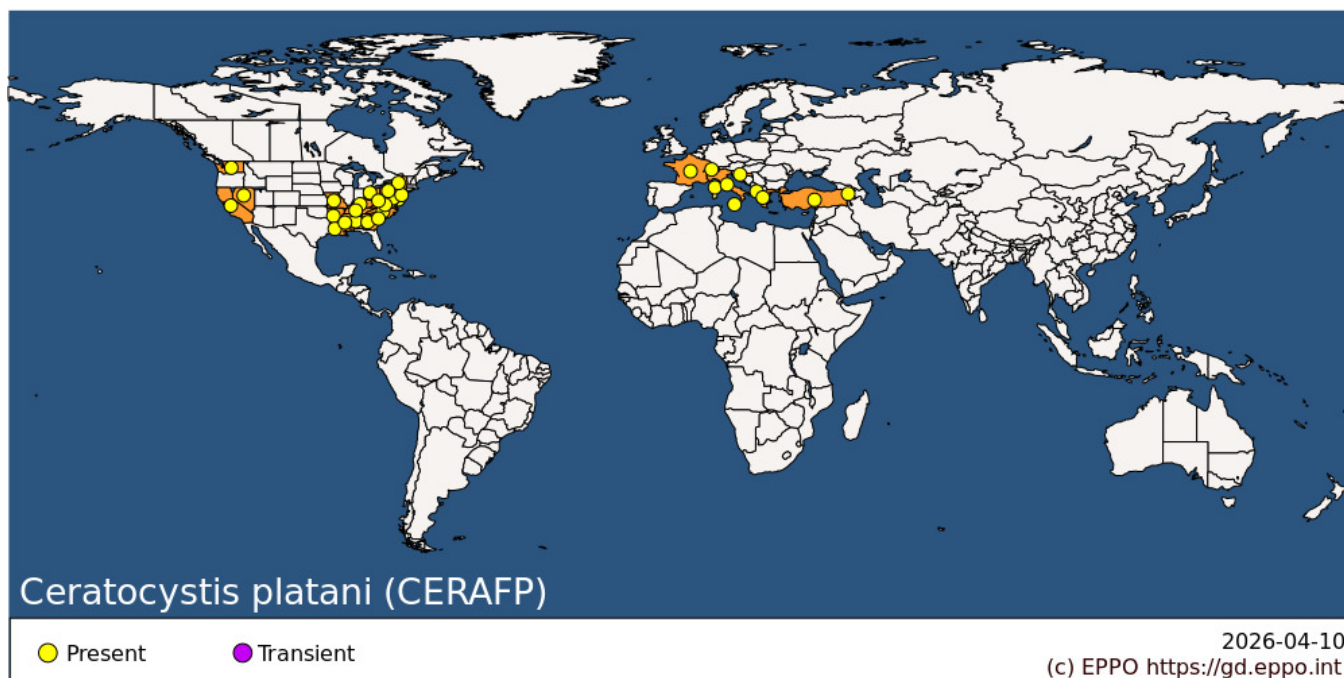 Ceratocystis platani (CERAFP)
Present
Transient
2026-04-10
(c) EPPO https://gd.eppo.int